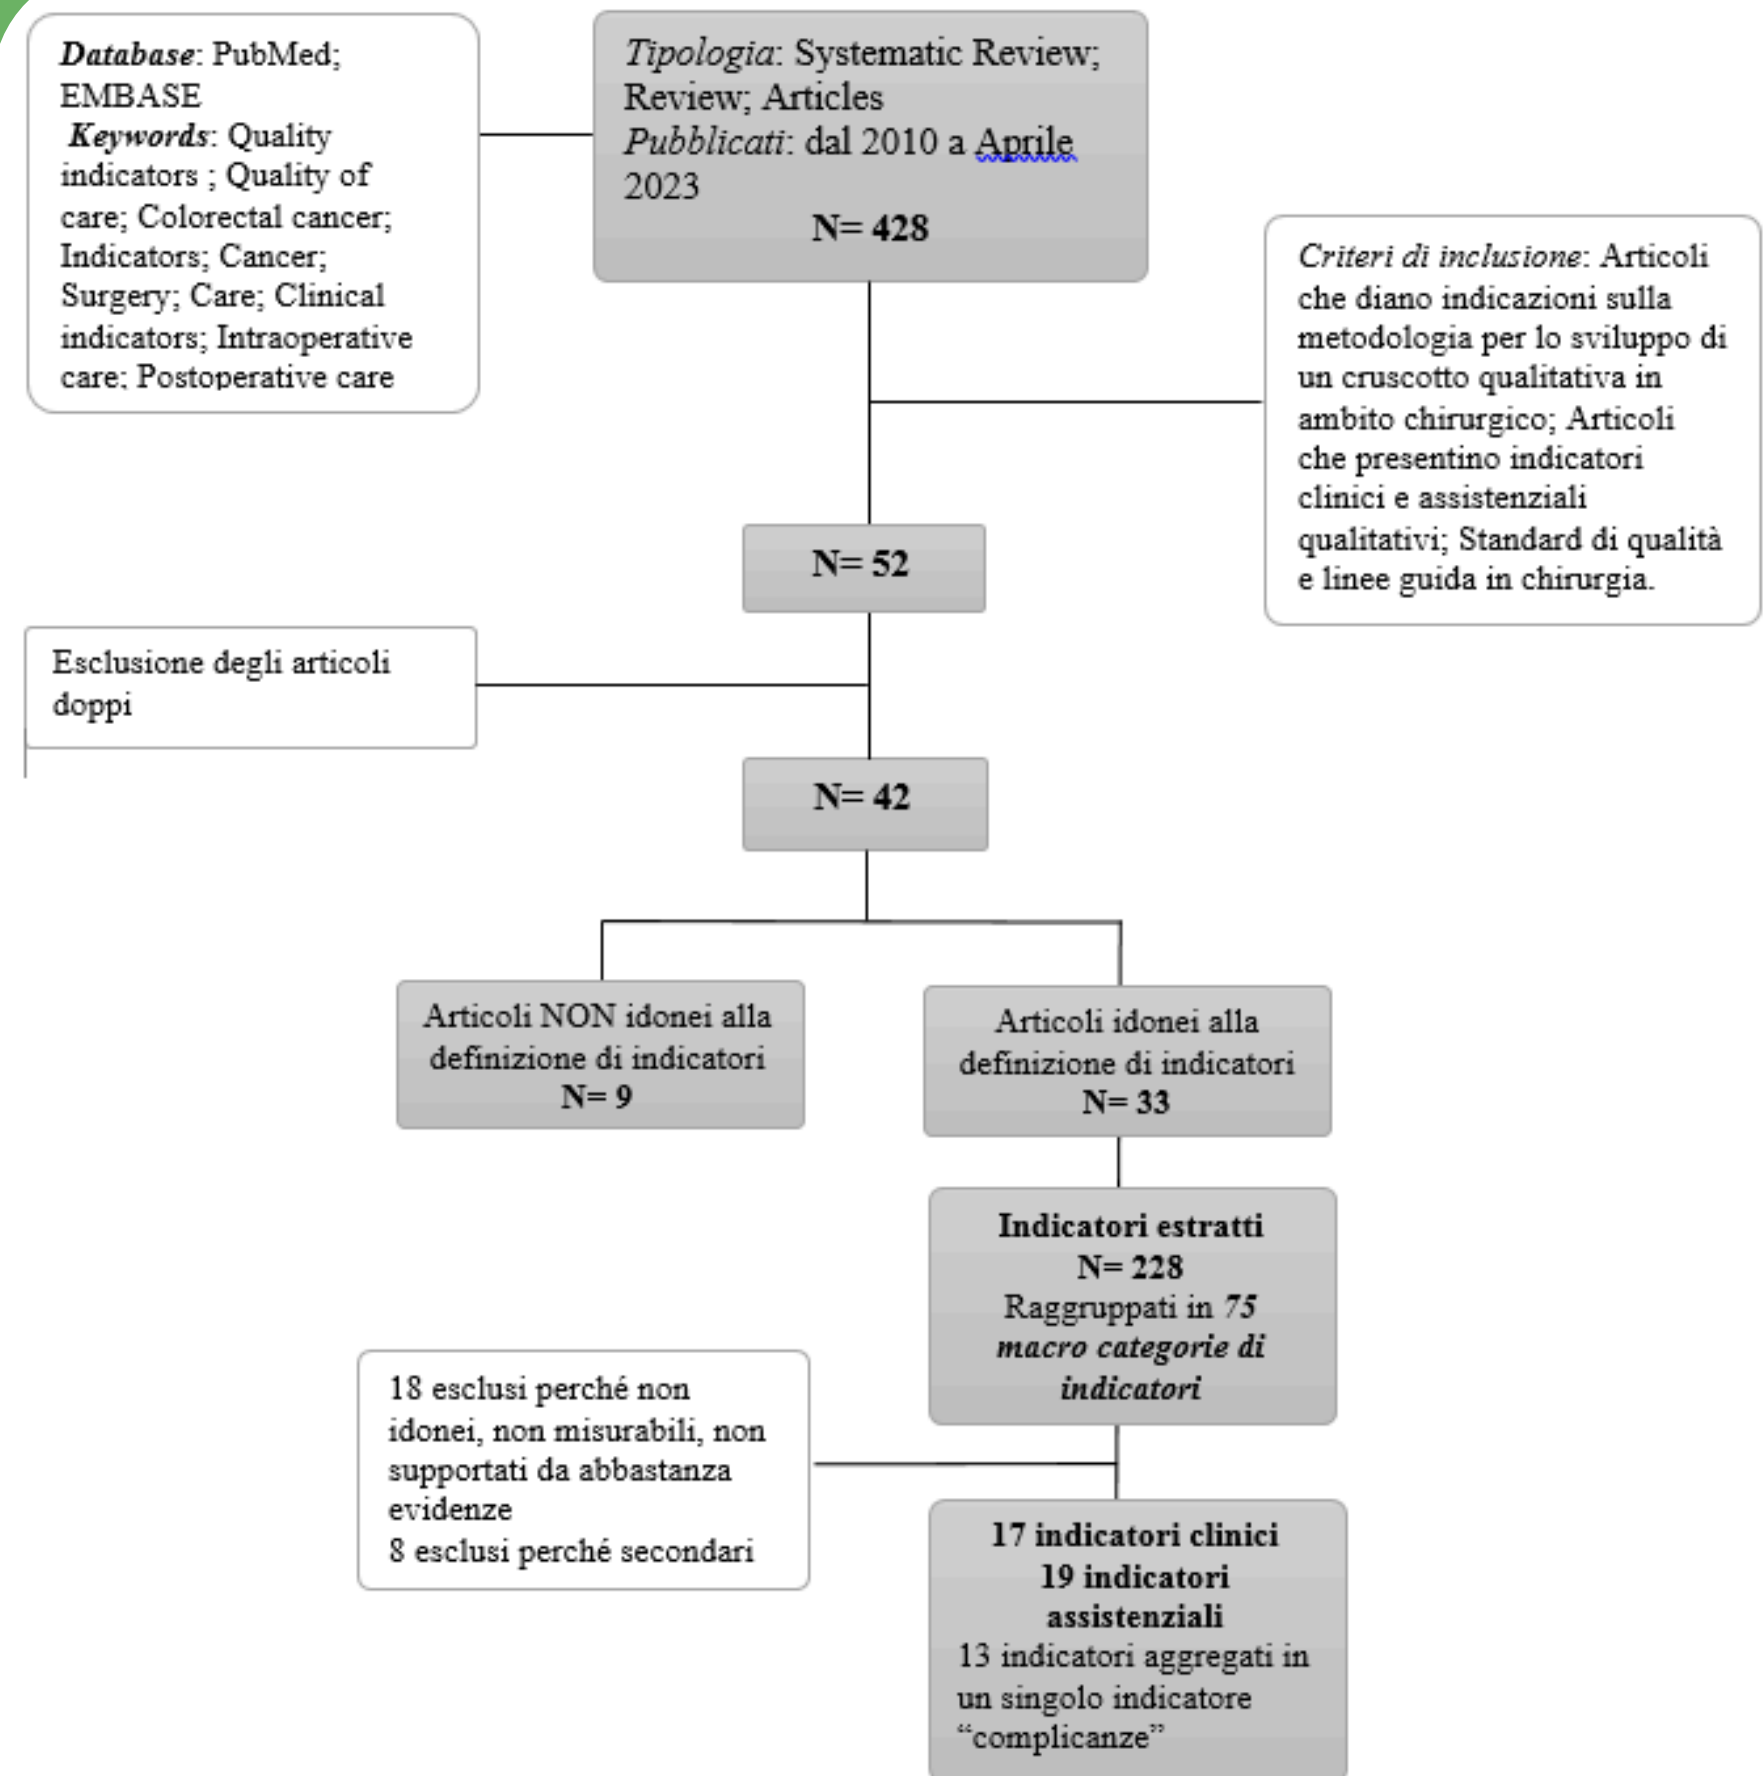 Database: PubMed;
EMBASE
Keywords: Quality
indicators ; Quality of
care; Colorectal cancer;
Indicators; Cancer;
Surgery; Care; Clinical
indicators; Intraoperative
care; Postoperative care
Tipologia: Systematic Review;
Review; Articles
Pubblicati: dal 2010 a Aprile
2023
N= 428
Criteri di inclusione: Articoli
che diano indicazioni sulla
metodologia per lo sviluppo di
un cruscotto qualitativa in
ambito chirurgico; Articoli
che presentino indicatori
clinici e assistenziali
qualitativi; Standard di qualità
e linee guida in chirurgia.
N= 52
Esclusione degli articoli
doppi
N= 42
Articoli NON idonei alla
definizione di indicatori
N= 9
Articoli idonei alla
definizione di indicatori
N= 33
Indicatori estratti
N= 228
Raggruppati in 75
macro categorie di
indicatori
18 esclusi perché non
idonei, non misurabili, non
supportati da abbastanza
evidenze
8 esclusi perché secondari
17 indicatori clinici
19 indicatori
assistenziali
13 indicatori aggregati in
un singolo indicatore
“complicanze”